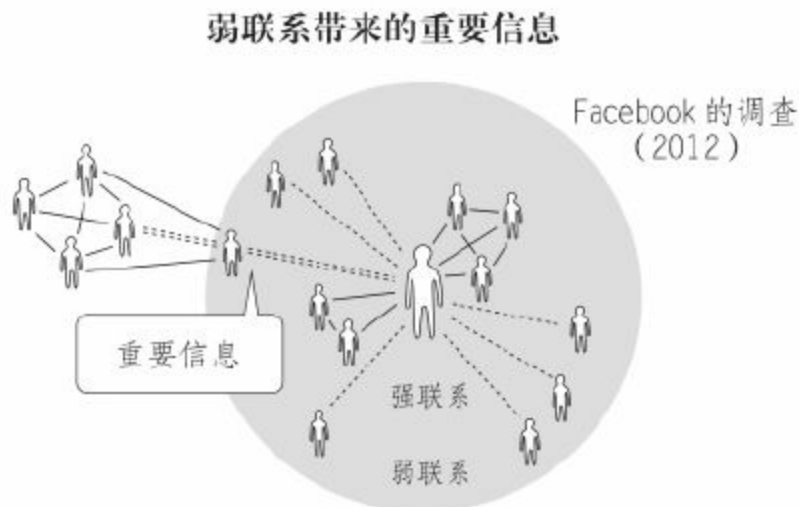 弱联系带来的重要信息
Facebook 的调查
（2012）
重要信息
强联系
弱联系